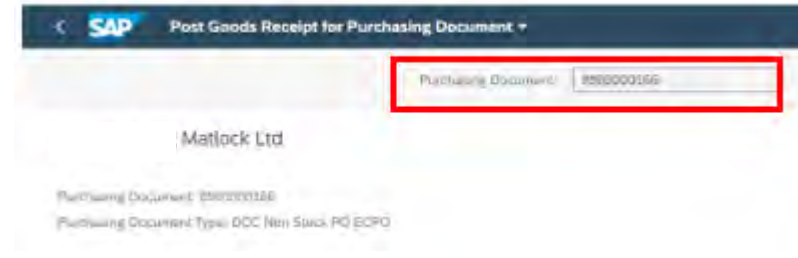 SAP Post Goods Receipt for Purchasing Document
Purchasing Document:
Matlock Ltd
Purchasing Document:
Purchasing Document Type: DCC Non Stock PO ECPO